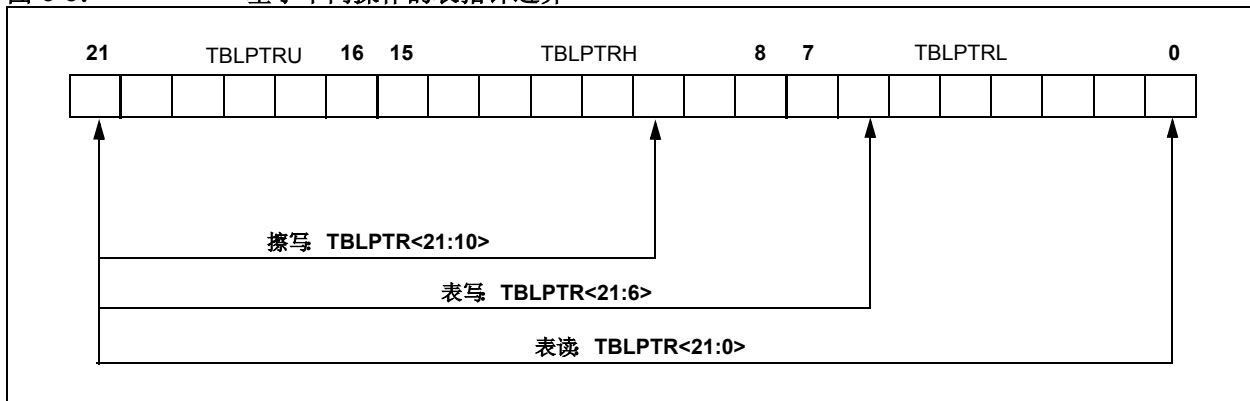 21 TBLPTRU 16 15 TBLPTRH 8 7 TBLPTRL 0
擦写: TBLPTR<21:10>
表写: TBLPTR<21:6>
表读: TBLPTR<21:0>